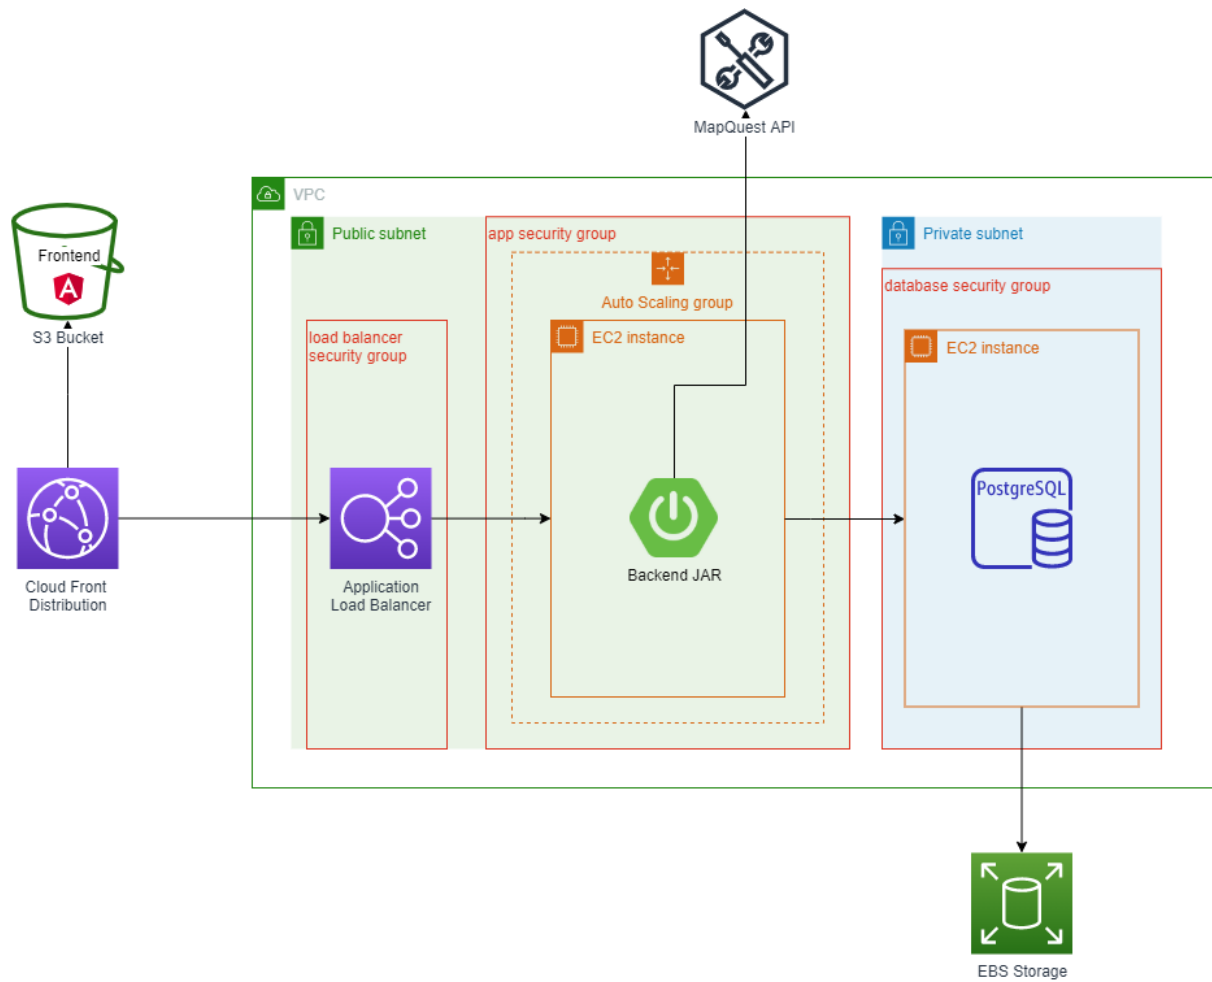 MapQuest API
VPC
Public subnet
app security group
Private subnet
Frontend
A
Auto Scaling group
database security group
S3 Bucket
load balancer
security group
EC2 instance
EC2 instance
PostgreSQL
Backend JAR
Cloud Front
Distribution
Application
Load Balancer
EBS Storage